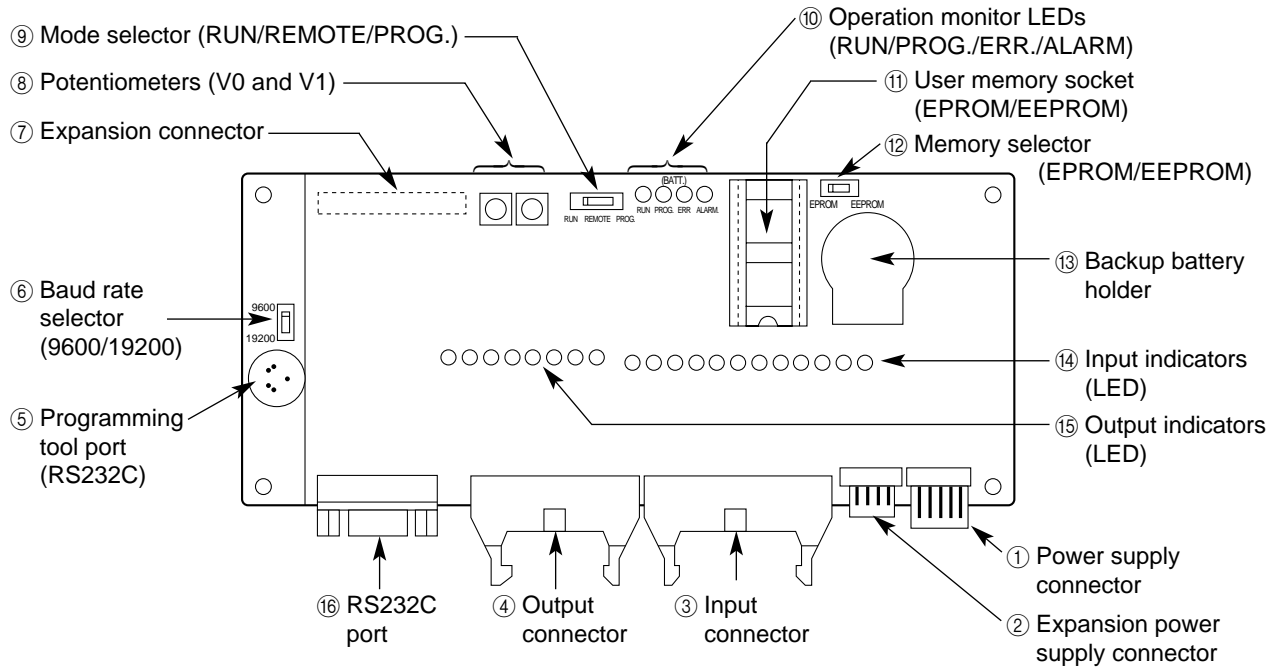 ⑨ Mode selector (RUN/REMOTE/PROG.)
⑧ Potentiometers (V0 and V1)
⑦ Expansion connector
⑩ Operation monitor LEDs
(RUN/PROG./ERR./ALARM)
⑪ User memory socket
(EPROM/EEPROM)
⑫ Memory selector
(EPROM/EEPROM)
(BATT.)
RUN REMOTE PROG.
RUN PROG. ERR ALARM.
EPROM EEPROM
⑥ Baud rate
selector
(9600/19200)
9600
19200
⑬ Backup battery
holder
⑭ Input indicators
(LED)
⑤ Programming
tool port
(RS232C)
⑮ Output indicators
(LED)
① Power supply
connector
⑯ RS232C
port
④ Output
connector
③ Input
connector
② Expansion power
supply connector